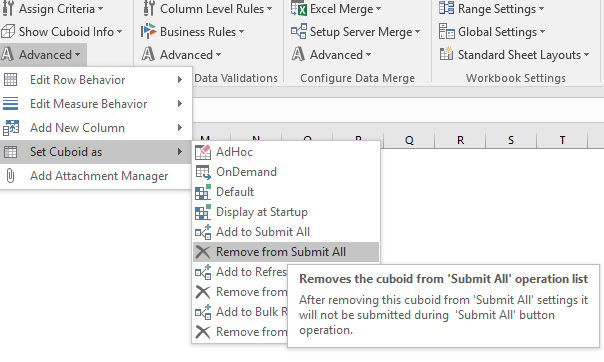 Assign Criteria Column Level Rules Excel Merge Range Settings
Show Cuboid Info Business Rules Setup Server Merge Global Settings
Advanced Advanced Advanced Standard Sheet Layouts
Data Validations Configure Data Merge Workbook Settings
Edit Row Behavior
Edit Measure Behavior
Add New Column
Set Cuboid as
Add Attachment Manager
M N O P Q R S T
AdHoc
OnDemand
Default
Display at Startup
Add to Submit All
Remove from Submit All
Add to Refres
Remove from
Add to Bulk R
Remove from
Removes the cuboid from 'Submit All' operation list
After removing this cuboid from 'Submit All' settings it
will not be submitted during 'Submit All' button
operation.